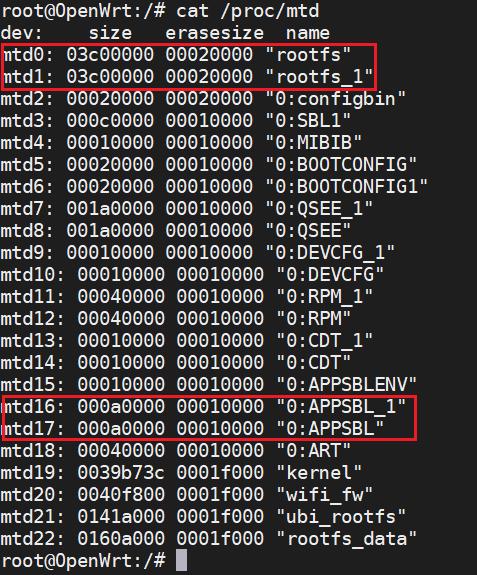 root@OpenWrt:/# cat /proc/mtd
dev:    size   erasesize  name
mtd0: 03c00000 00020000 "rootfs"
mtd1: 03c00000 00020000 "rootfs_1"
mtd2: 00020000 00020000 "0:configbin"
mtd3: 000c0000 00010000 "0:SBL1"
mtd4: 00010000 00010000 "0:MIBIB"
mtd5: 00020000 00010000 "0:BOOTCONFIG"
mtd6: 00020000 00010000 "0:BOOTCONFIG1"
mtd7: 001a0000 00010000 "0:QSEE_1"
mtd8: 001a0000 00010000 "0:QSEE"
mtd9: 00010000 00010000 "0:DEVCFG_1"
mtd10: 00010000 00010000 "0:DEVCFG"
mtd11: 00040000 00010000 "0:RPM_1"
mtd12: 00040000 00010000 "0:RPM"
mtd13: 00010000 00010000 "0:CDT_1"
mtd14: 00010000 00010000 "0:CDT"
mtd15: 00010000 00010000 "0:APPSBLENV"
mtd16: 000a0000 00010000 "0:APPSBL_1"
mtd17: 000a0000 00010000 "0:APPSBL"
mtd18: 00040000 00010000 "0:ART"
mtd19: 0039b73c 0001f000 "kernel"
mtd20: 0040f800 0001f000 "wifi_fw"
mtd21: 0141a000 0001f000 "ubi_rootfs"
mtd22: 0160a000 0001f000 "rootfs_data"
root@OpenWrt:/#